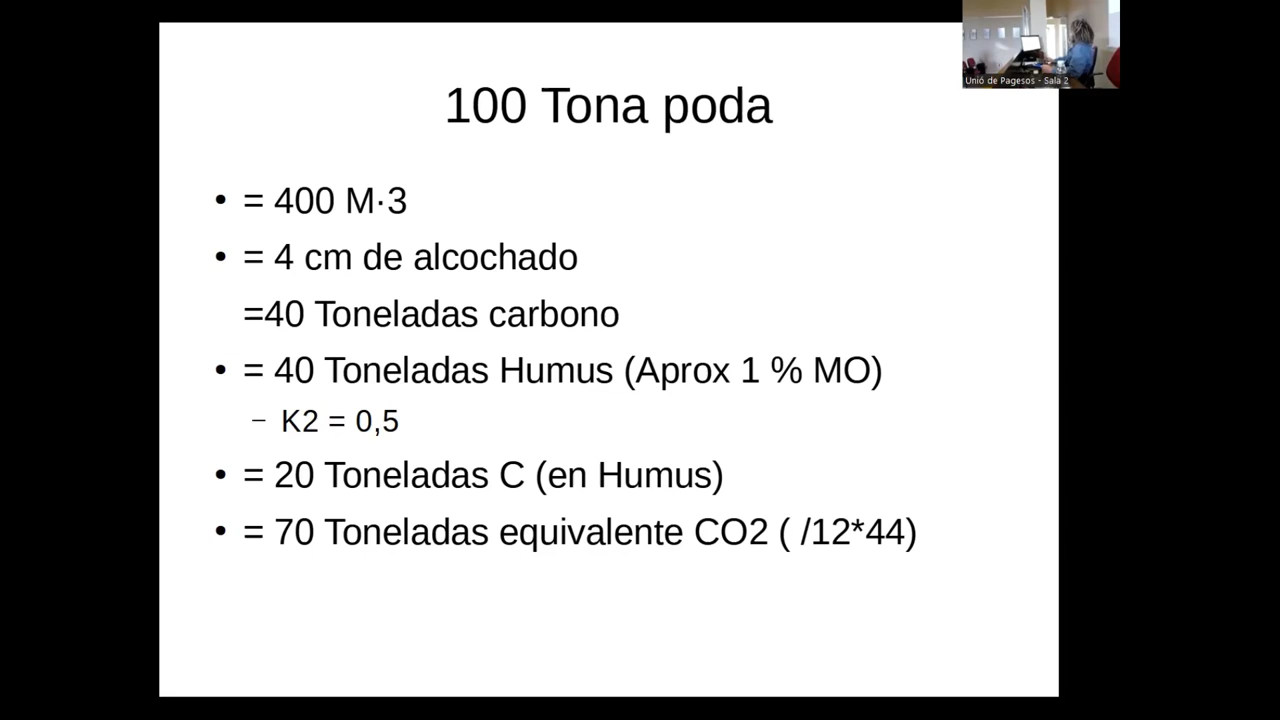 Unió de Pagesos - Sala 2
100 Tona poda
• = 400 M·3
• = 4 cm de alcochado
=40 Toneladas carbono
• = 40 Toneladas Humus (Aprox 1 % MO)
– K2 = 0,5
• = 20 Toneladas C (en Humus)
• = 70 Toneladas equivalente CO2 ( /12*44)